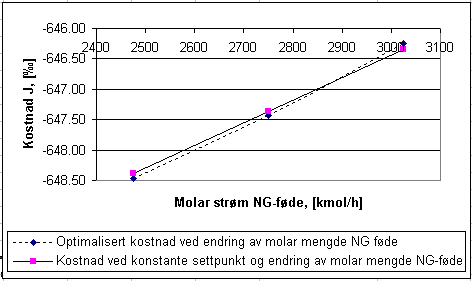 -646.00
2400 2500 2600 2700 2800 2900 3000 3100
-646.50
-647.00
-647.50
-648.00
-648.50
Kostnad J, [‰]
Molar strøm NG-føde, [kmol/h]
Optimalisert kostnad ved endring av molar mengde NG føde
Kostnad ved konstante settpunkt og endring av molar mengde NG-føde